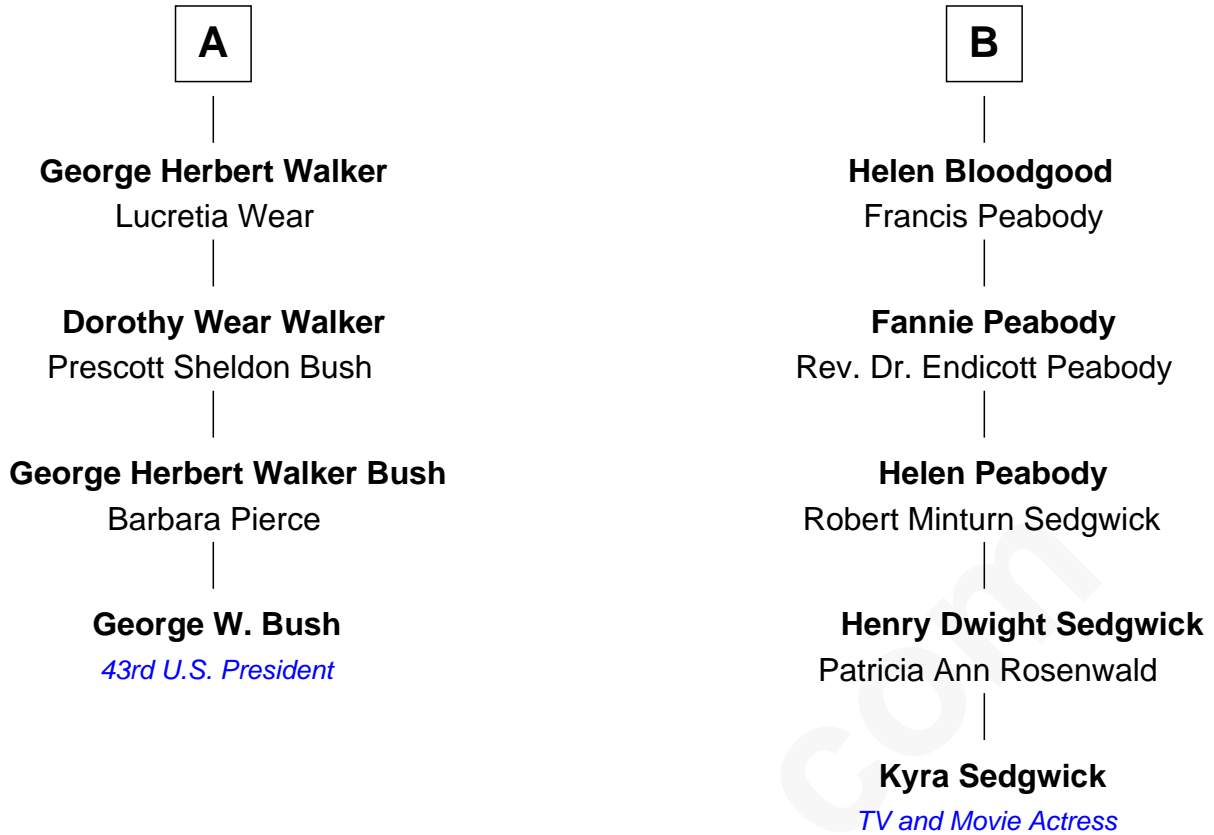 A
George Herbert Walker
Lucretia Wear
Dorothy Wear Walker
Prescott Sheldon Bush
George Herbert Walker Bush
Barbara Pierce
George W. Bush
43rd U.S. President
B
Helen Bloodgood
Francis Peabody
Fannie Peabody
Rev. Dr. Endicott Peabody
Helen Peabody
Robert Minturn Sedgwick
Henry Dwight Sedgwick
Patricia Ann Rosenwald
Kyra Sedgwick
TV and Movie Actress
com